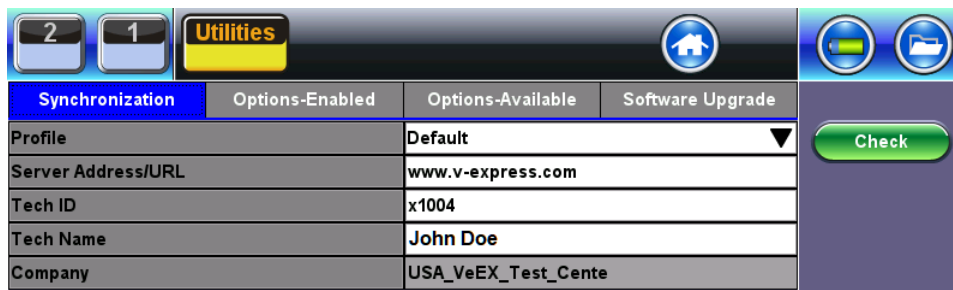 2 1 Utilities
Synchronization Options-Enabled Options-Available Software Upgrade
Profile Default
Check
Server Address/URL www.v-express.com
Tech ID x1004
Tech Name John Doe
Company USA_VeEX_Test_Cente